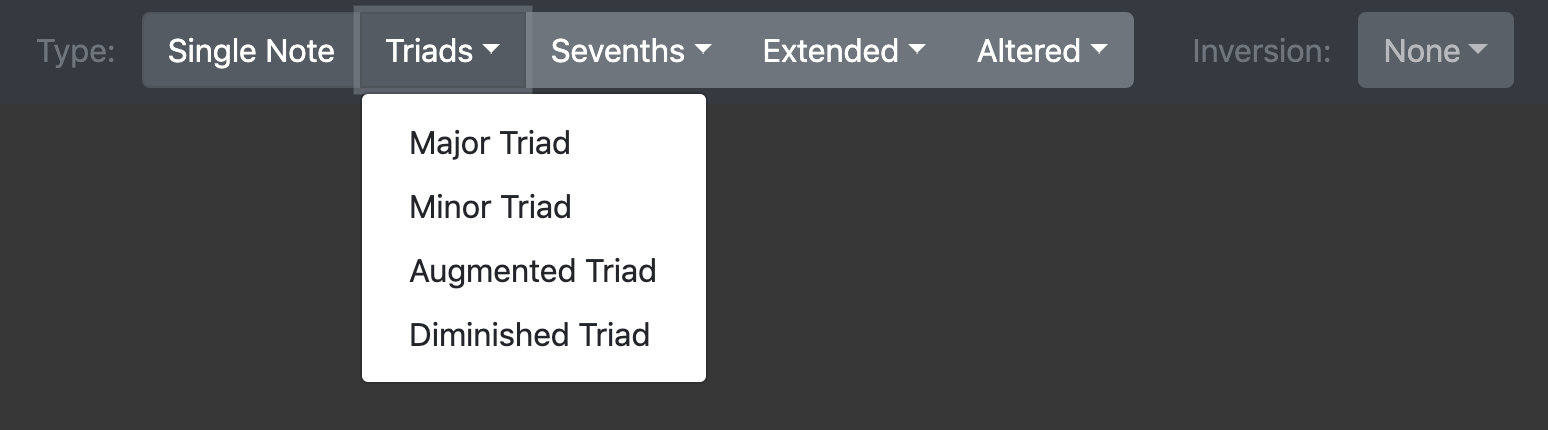 Type: Single Note Triads Sevenths Extended Altered Inversion: None
Major Triad
Minor Triad
Augmented Triad
Diminished Triad